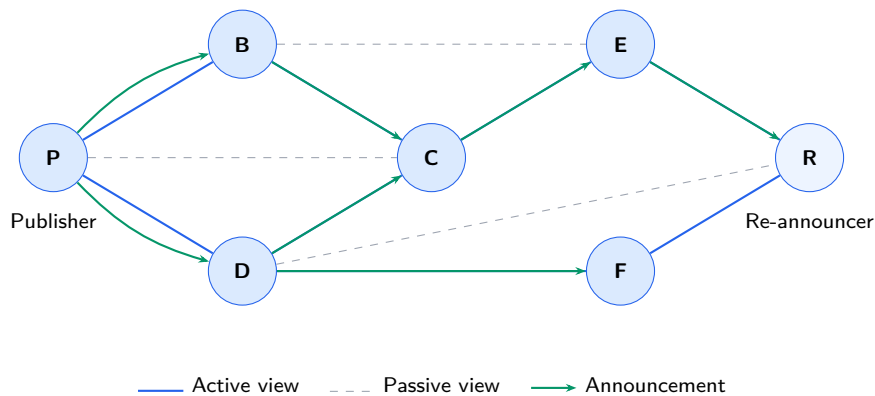 B
E
P
C
R
Publisher
Re-announcer
D
F
Active view
Passive view
Announcement